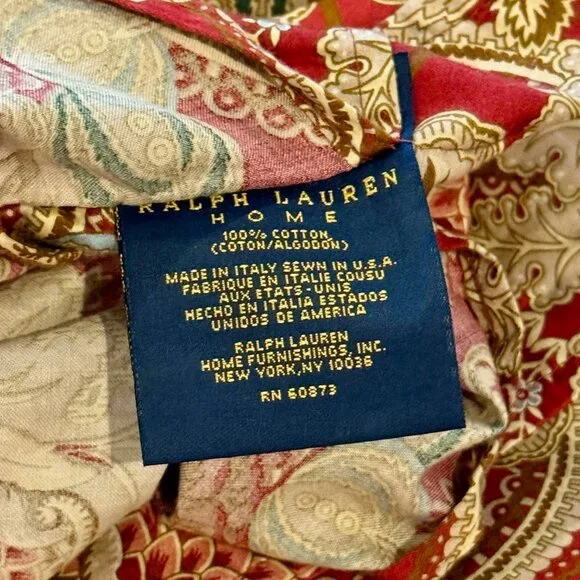 RALPH LAUREN
HOME
100% COTTON
(COTON/ALGODON)
MADE IN ITALY SEWN IN U.S.A.
FABRIQUE EN ITALIE COUSU
AUX ETATS-UNIS
HECHO EN ITALIA ESTADOS
UNIDOS DE AMERICA
RALPH LAUREN
HOME FURNISHINGS, INC.
NEW YORK,NY 10036
RN 60873